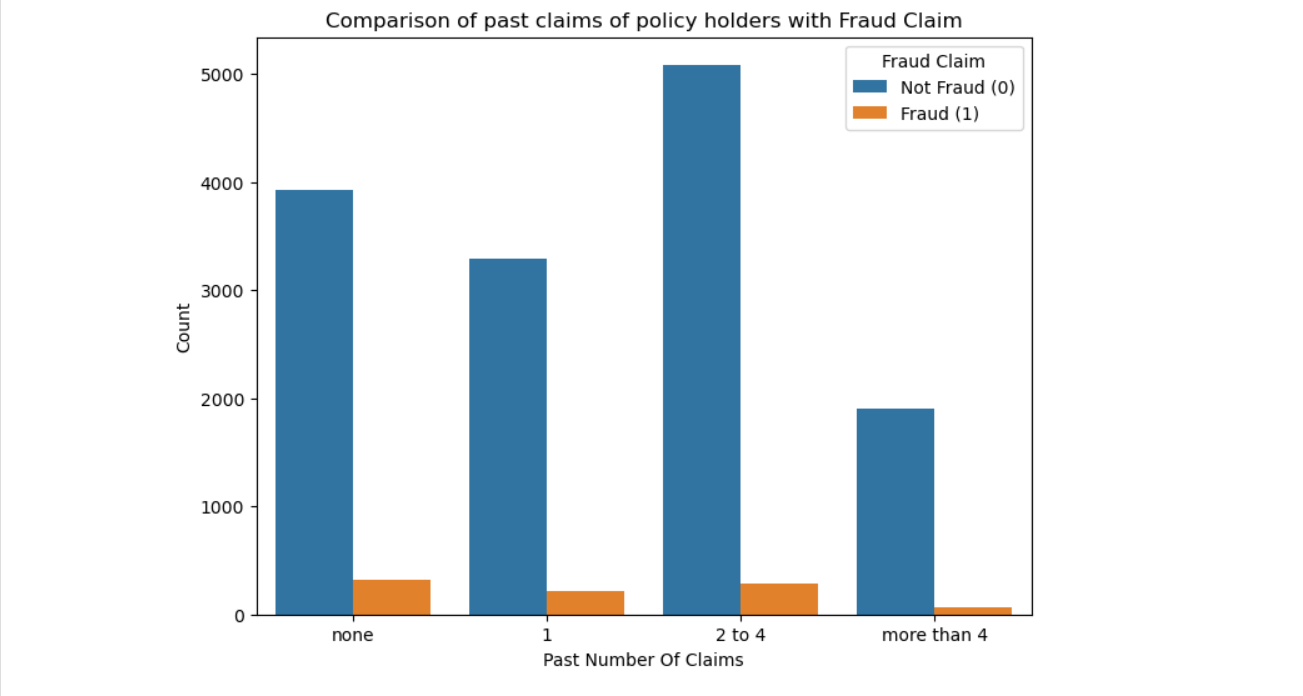 Comparison of past claims of policy holders with Fraud Claim
Fraud Claim
Not Fraud (0)
Fraud (1)
5000
4000
3000
2000
1000
0
Count
none
1
2 to 4
more than 4
Past Number Of Claims